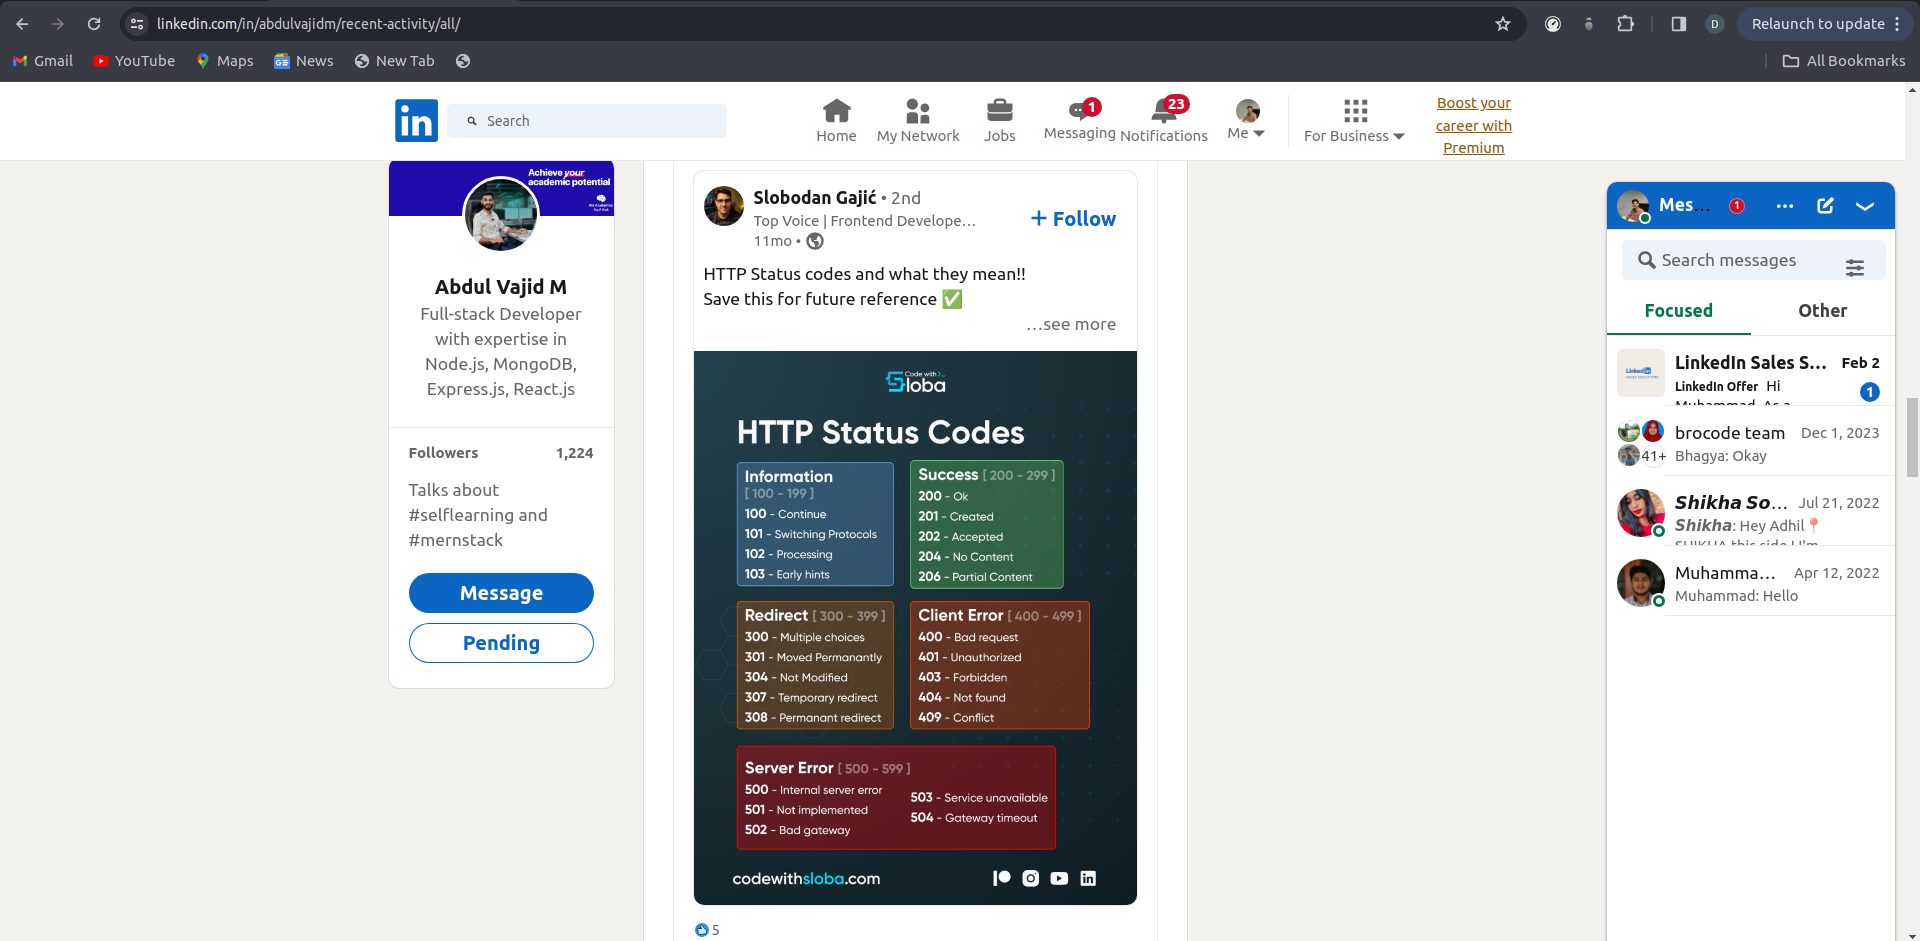 linkedin.com/in/abdulvajidm/recent-activity/all/
D
Relaunch to update
Gmail
YouTube
Maps
News
New Tab
All Bookmarks
in
Search
Home
My Network
Jobs
1
Messaging
23
Notifications
Me
For Business
Boost your
career with
Premium
Achieve your
academic potential
Abdul Vajid M
Full-stack Developer
with expertise in
Node.js, MongoDB,
Express.js, React.js
Followers 1,224
Talks about
#selflearning and
#mernstack
Message
Pending
Slobodan Gajić • 2nd
Top Voice | Frontend Develope...
11mo •
+ Follow
HTTP Status codes and what they mean!!
Save this for future reference ✅
...see more
Code with
Sloba
HTTP Status Codes
Information
[ 100 - 199 ]
100 - Continue
101 - Switching Protocols
102 - Processing
103 - Early hints
Success [ 200 - 299 ]
200 - Ok
201 - Created
202 - Accepted
204 - No Content
206 - Partial Content
Redirect [ 300 - 399 ]
300 - Multiple choices
301 - Moved Permanantly
304 - Not Modified
307 - Temporary redirect
308 - Permanant redirect
Client Error [ 400 - 499 ]
400 - Bad request
401 - Unauthorized
403 - Forbidden
404 - Not found
409 - Conflict
Server Error [ 500 - 599 ]
500 - Internal server error
501 - Not implemented
502 - Bad gateway
503 - Service unavailable
504 - Gateway timeout
codewithsloba.com
in
5
Mes... 1
Search messages
Focused
Other
LinkedIn
LinkedIn Sales S... Feb 2
LinkedIn Offer Hi
Muhammad, As a
1
brocode team Dec 1, 2023
41+
Bhagya: Okay
Shikha So... Jul 21, 2022
Shikha: Hey Adhil📍
SHIKHA this side I'm
Muhamma... Apr 12, 2022
Muhammad: Hello